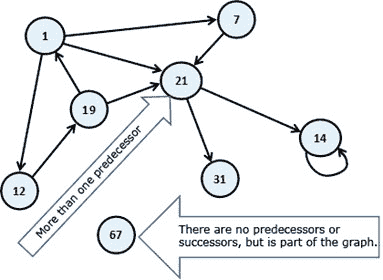 1
7
21
19
14
12
31
67
More than one predecessor
There are no predecessors or
successors, but is part of the graph.